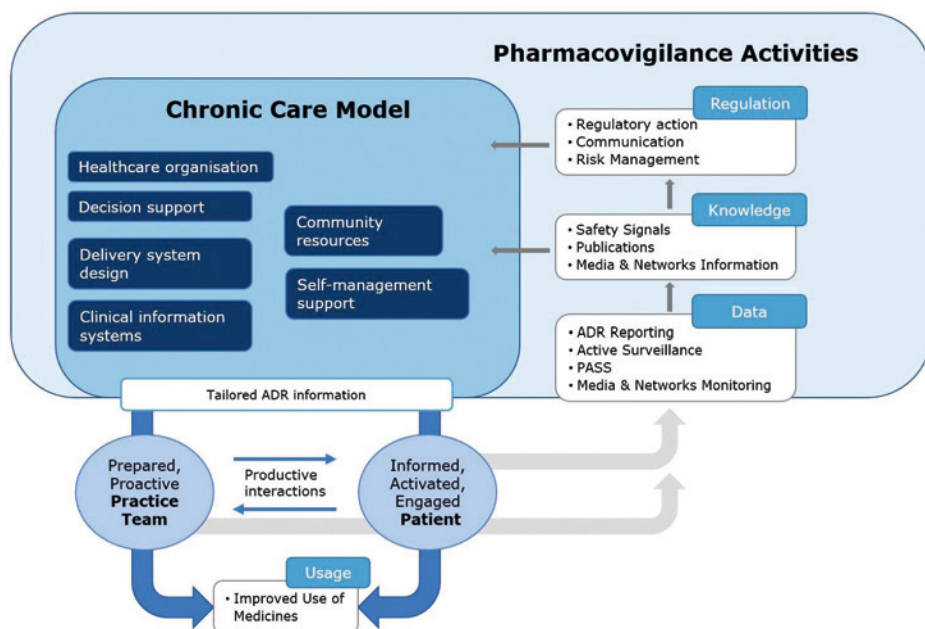 Pharmacovigilance Activities
Chronic Care Model
Healthcare organisation
Decision support
Delivery system
design
Clinical information
systems
Community
resources
Self-management
support
Regulation
• Regulatory action
• Communication
• Risk Management
Knowledge
• Safety Signals
• Publications
• Media & Networks Information
Data
• ADR Reporting
• Active Surveillance
• PASS
• Media & Networks Monitoring
Tailored ADR information
Prepared,
Proactive
Practice
Team
Productive
interactions
Informed,
Activated,
Engaged
Patient
Usage
• Improved Use of
Medicines